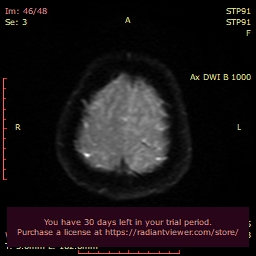 Im: 46/48
Se: 3
A
STP91
STP91
F
Ax DWI B 1000
R
L
You have 30 days left in your trial period.
Purchase a license at https://radiantviewer.com/store/